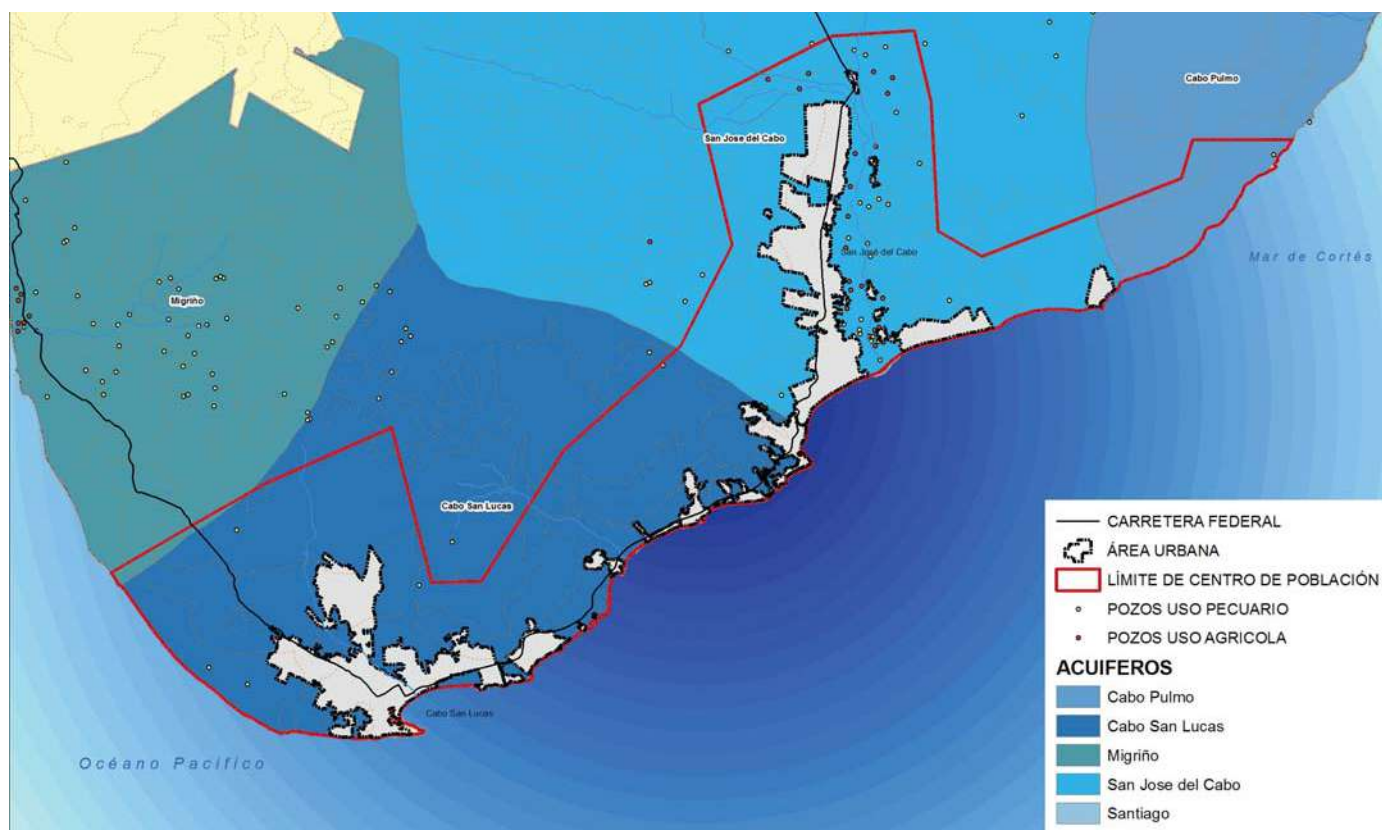 Cabo Pulmo
San Jose del Cabo
San José del Cabo
Mar de Cortés
Migriño
Cabo San Lucas
Cabo San Lucas
Océano Pacifico
CARRETERA FEDERAL
ÁREA URBANA
LÍMITE DE CENTRO DE POBLACIÓN
POZOS USO PECUARIO
POZOS USO AGRICOLA
ACUIFEROS
Cabo Pulmo
Cabo San Lucas
Migriño
San Jose del Cabo
Santiago